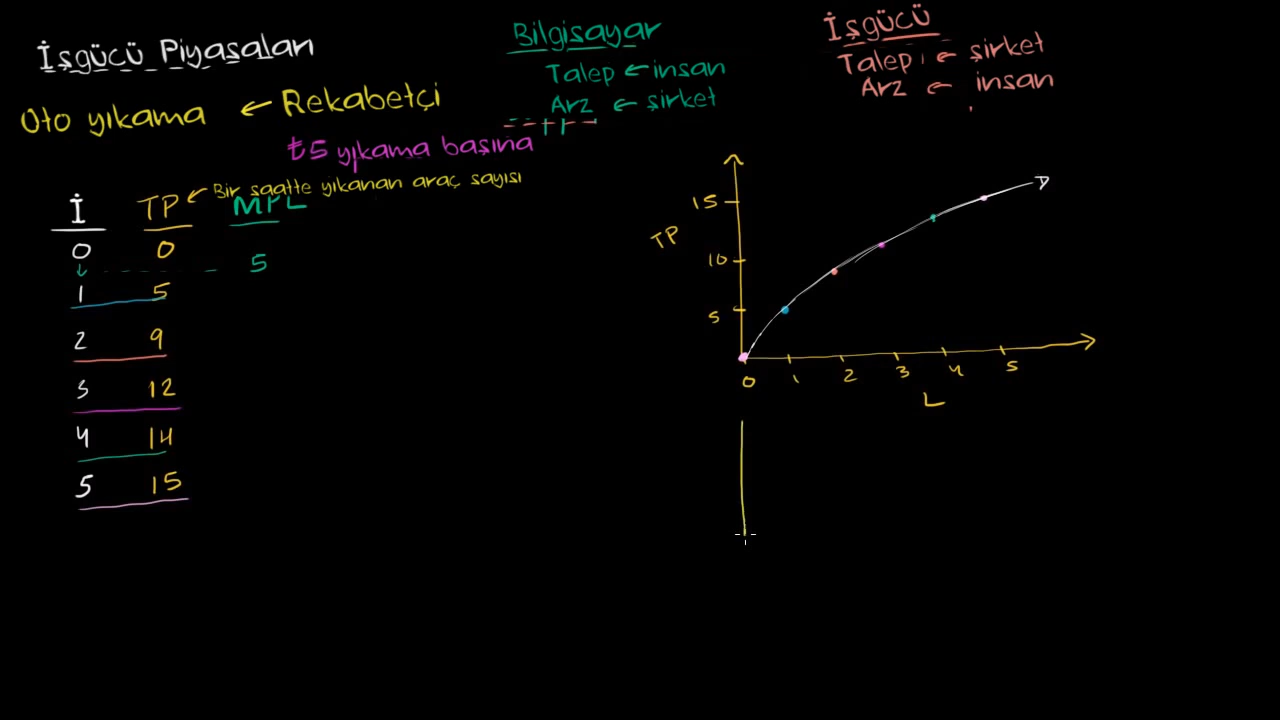 İşgücü Piyasaları
Oto yıkama ← Rekabetçi
₺5 yıkama başına
Bilgisayar
Talep ← insan
Arz ← şirket
İşgücü
Talep ← şirket
Arz ← insan
İ TP ← Bir saatte yıkanan araç sayısı MPL
0 0
5
1 5
2 9
3 12
4 14
5 15
TP
15
10
5
0 1 2 3 4 5
L